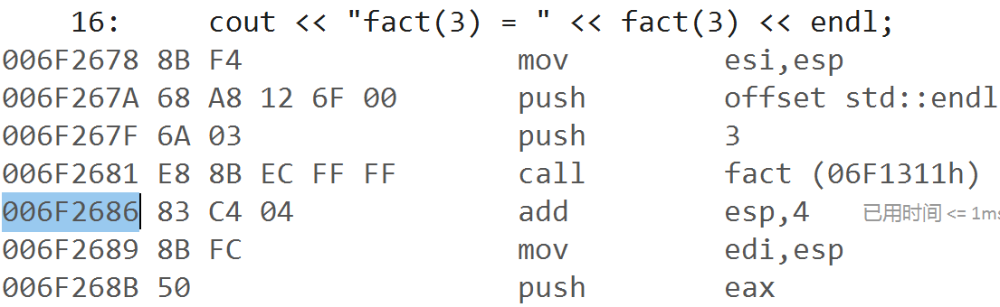 16: cout << "fact(3) = " << fact(3) << endl;
006F2678 8B F4 mov esi,esp
006F267A 68 A8 12 6F 00 push offset std::endl
006F267F 6A 03 push 3
006F2681 E8 8B EC FF FF call fact (06F1311h)
006F2686 83 C4 04 add esp,4 已用时间 <= 1ms
006F2689 8B FC mov edi,esp
006F268B 50 push eax